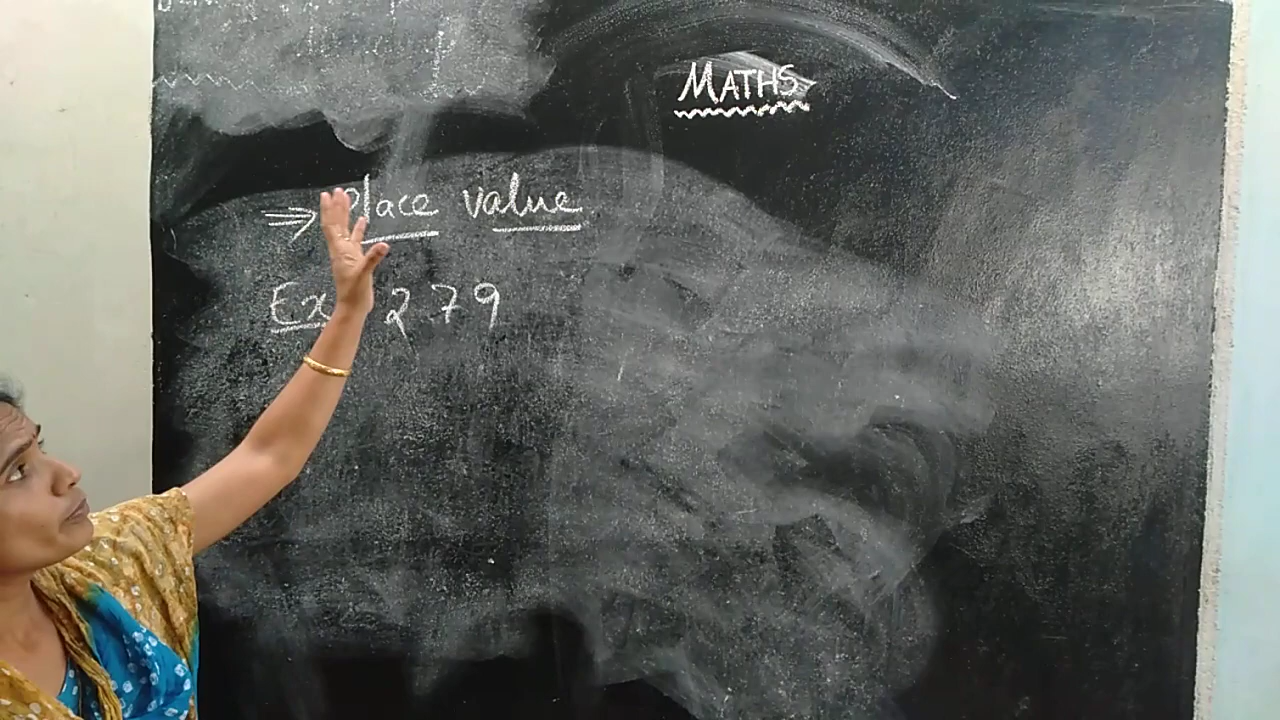 MATHS
⇒ Place value
Ex 279